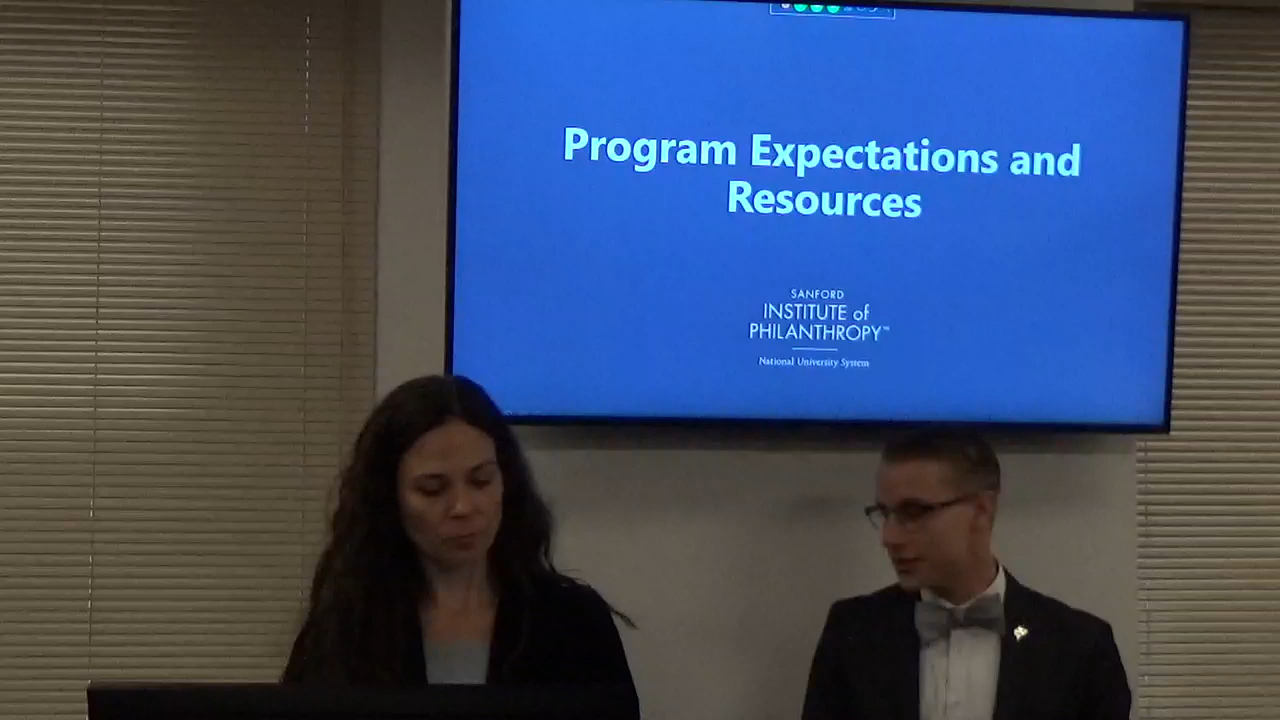 Program Expectations and
Resources
SANFORD
INSTITUTE of
PHILANTHROPY™
National University System